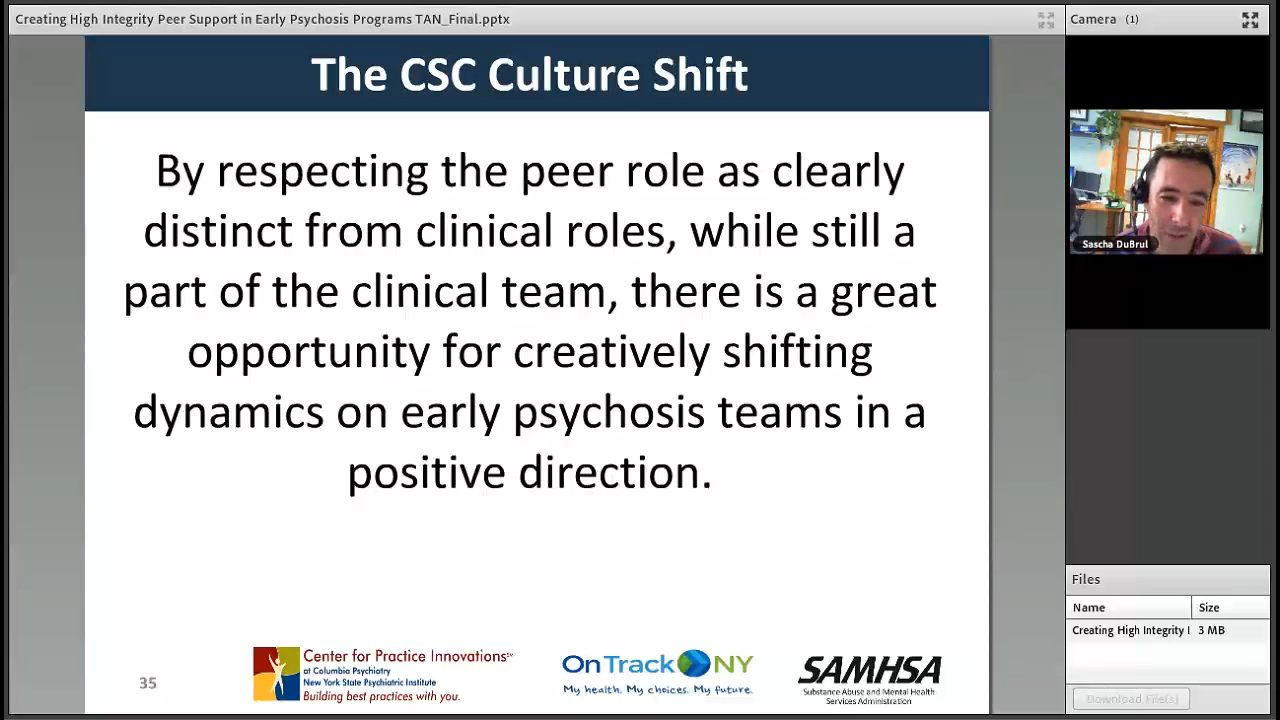 Creating High Integrity Peer Support in Early Psychosis Programs TAN_Final.pptx
Camera (1)
The CSC Culture Shift
By respecting the peer role as clearly
distinct from clinical roles, while still a
part of the clinical team, there is a great
opportunity for creatively shifting
dynamics on early psychosis teams in a
positive direction.
Sascha DuBrul
Files
Name Size
Creating High Integrity I 3 MB
Download File(s)
35
Center for Practice Innovations℠
at Columbia Psychiatry
New York State Psychiatric Institute
Building best practices with you.
OnTrack NY
My health. My choices. My future.
SAMHSA
Substance Abuse and Mental Health
Services Administration